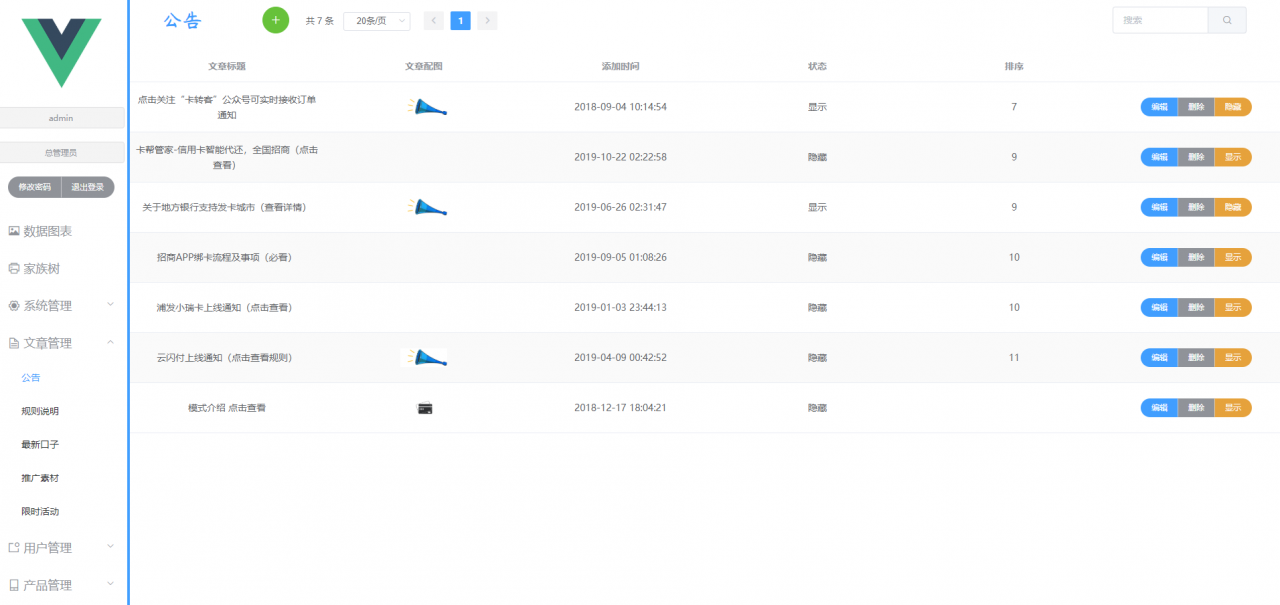 公告
共 7 条
20条/页
1
搜索
admin
总管理员
修改密码
退出登录
数据图表
家族树
系统管理
文章管理
公告
规则说明
最新口子
推广素材
限时活动
用户管理
产品管理
文章标题 文章配图 添加时间 状态 排序
点击关注“卡转客”公众号可实时接收订单
通知
2018-09-04 10:14:54 显示 7 编辑 删除 隐藏
卡帮管家-信用卡智能代还，全国招商（点击
查看）
2019-10-22 02:22:58 隐藏 9 编辑 删除 显示
关于地方银行支持发卡城市（查看详情） 2019-06-26 02:31:47 显示 9 编辑 删除 隐藏
招商APP绑卡流程及事项（必看） 2019-09-05 01:08:26 隐藏 10 编辑 删除 显示
浦发小瑞卡上线通知（点击查看） 2019-01-03 23:44:13 隐藏 10 编辑 删除 显示
云闪付上线通知（点击查看规则） 2019-04-09 00:42:52 隐藏 11 编辑 删除 显示
模式介绍 点击查看 2018-12-17 18:04:21 隐藏 编辑 删除 显示